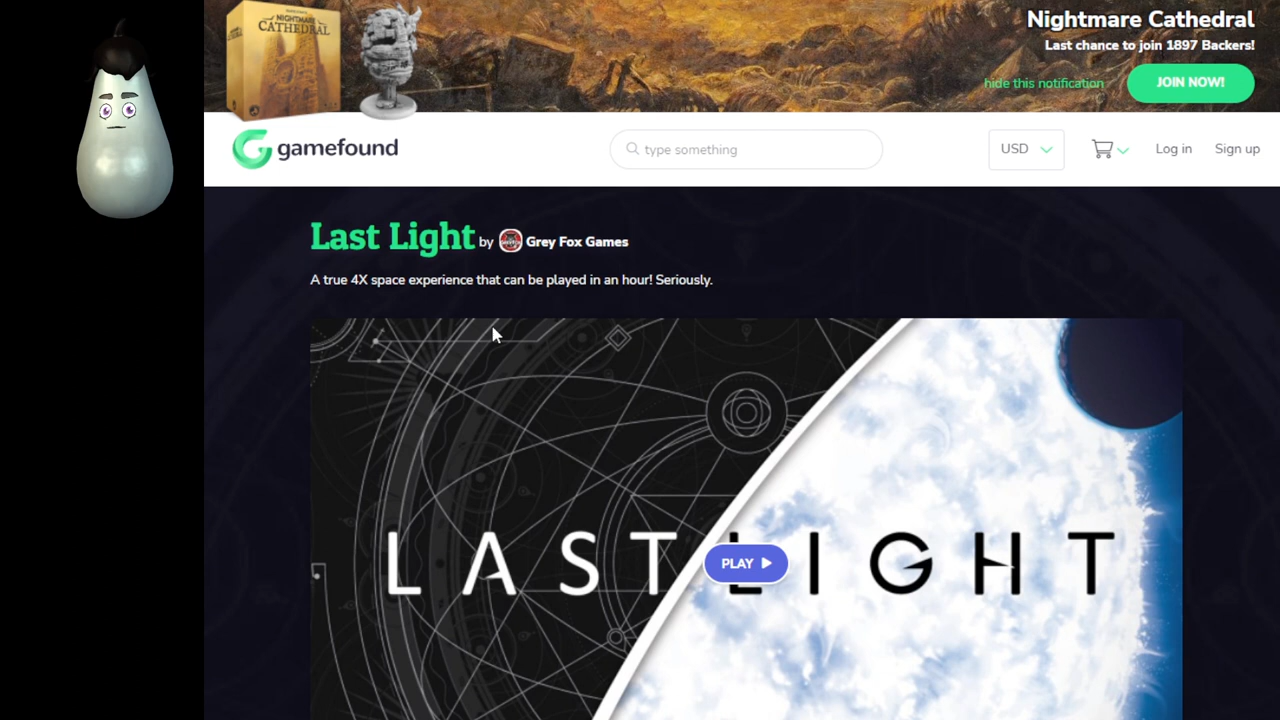 NIGHTMARE
CATHEDRAL
Nightmare Cathedral
Last chance to join 1897 Backers!
hide this notification
JOIN NOW!
gamefound
type something
USD
Log in
Sign up
Last Light by Grey Fox Games
A true 4X space experience that can be played in an hour! Seriously.
LAST LIGHT
PLAY